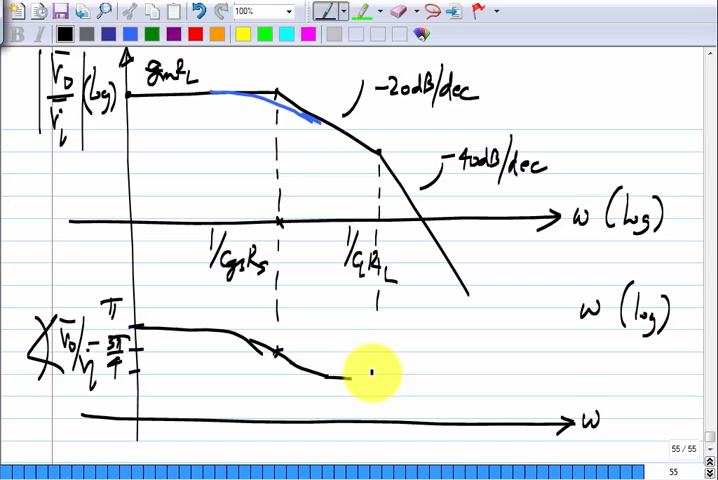 100%
B I
|V̄o/V̄i| (log)
gmRL
-20dB/dec
-40dB/dec
ω (log)
1/CgsRs
1/CLRL
ω (log)
π
∠V̄o/V̄i
3π/4
ω
55 / 55
55